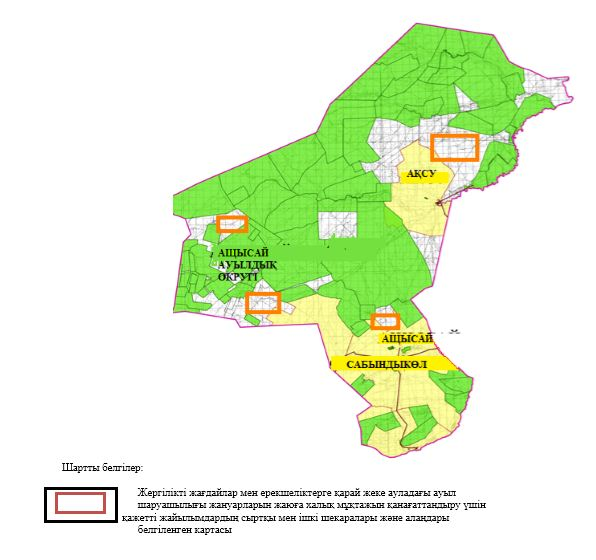 АҚСУ
АЩЫСАЙ
АУЫЛДЫҚ
ОКРУГІ
АЩЫСАЙ
САБЫНДЫКӨЛ
Шартты белгілер:
Жергілікті жағдайлар мен ерекшеліктерге қарай жеке ауладағы ауыл
шаруашылығы жануарларын жаюға халық мұқтажын қанағаттандыру үшін
қажетті жайылымдардың сыртқы мен ішкі шекаралары және алаңдары
белгіленген картасы